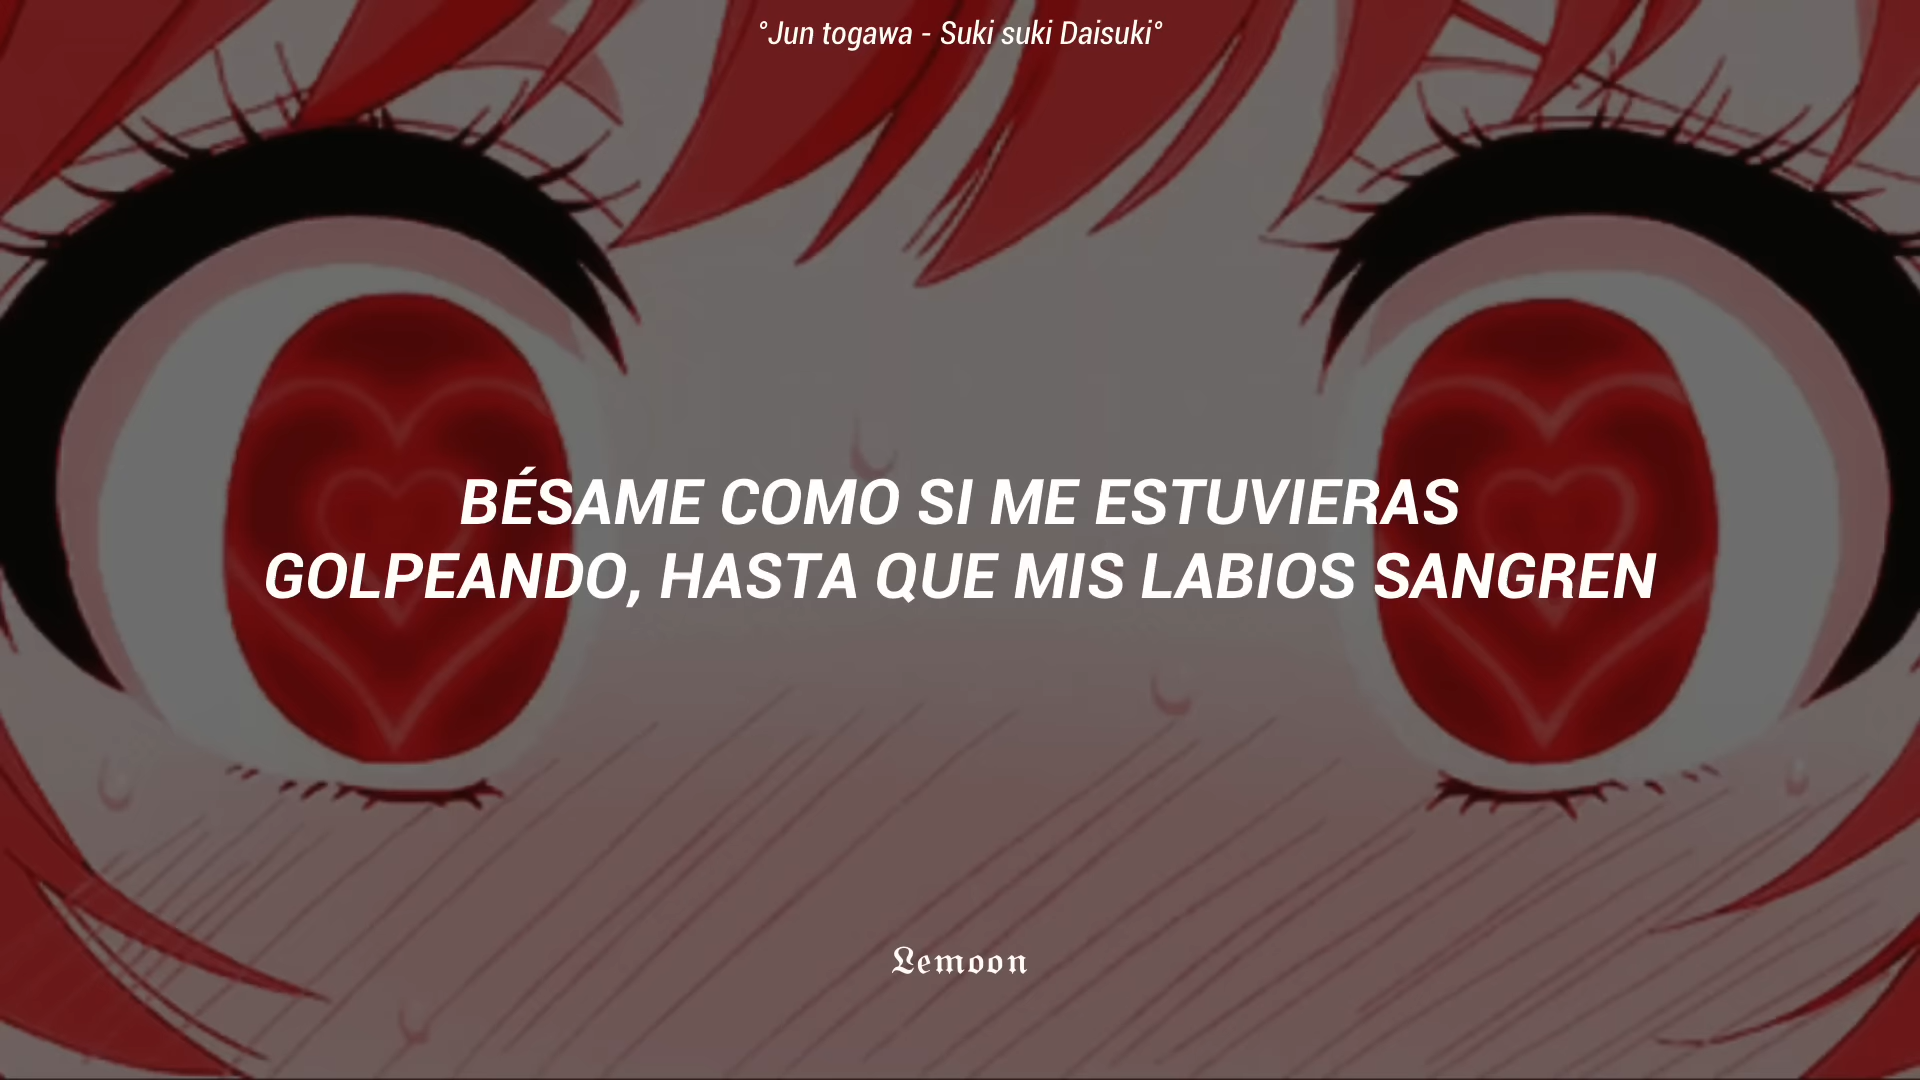 °Jun togawa - Suki suki Daisuki°
BÉSAME COMO SI ME ESTUVIERAS
GOLPEANDO, HASTA QUE MIS LABIOS SANGREN
Lemoon